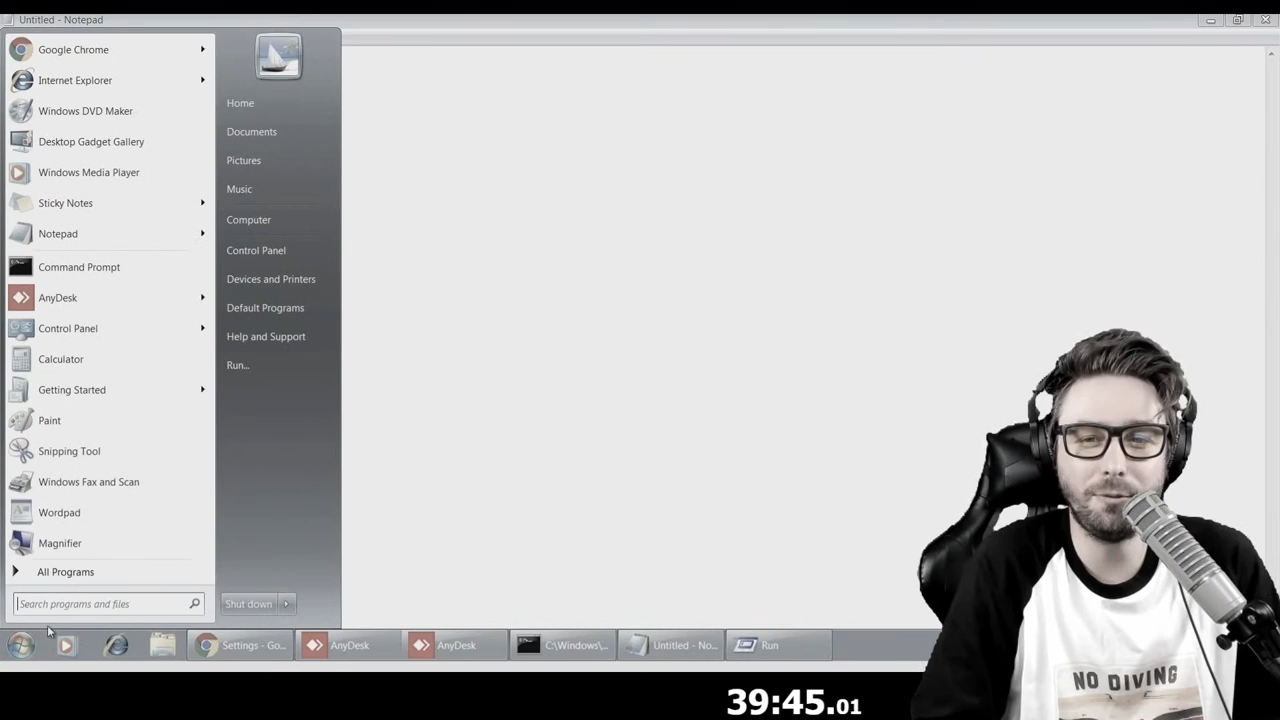 Untitled - Notepad
Google Chrome
Internet Explorer
Windows DVD Maker
Desktop Gadget Gallery
Windows Media Player
Sticky Notes
Notepad
Command Prompt
AnyDesk
Control Panel
Calculator
Getting Started
Paint
Snipping Tool
Windows Fax and Scan
Wordpad
Magnifier
All Programs
Search programs and files
Home
Documents
Pictures
Music
Computer
Control Panel
Devices and Printers
Default Programs
Help and Support
Run...
Shut down
Settings - Go...
AnyDesk
AnyDesk
C:\Windows\...
Untitled - No...
Run
NO DIVING
39:45.01